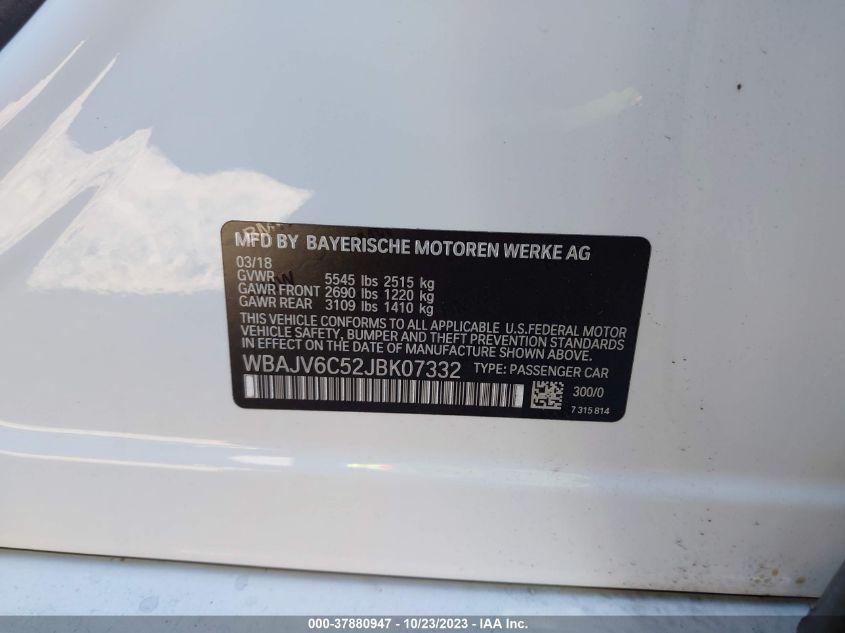 MFD BY BAYERISCHE MOTOREN WERKE AG
03/18
GVWR 5545 lbs 2515 kg
GAWR FRONT 2690 lbs 1220 kg
GAWR REAR 3109 lbs 1410 kg
THIS VEHICLE CONFORMS TO ALL APPLICABLE U.S.FEDERAL MOTOR
VEHICLE SAFETY, BUMPER AND THEFT PREVENTION STANDARDS IN EFFECT ON THE
DATE OF MANUFACTURE SHOWN ABOVE.
WBAJV6C52JBK07332 TYPE: PASSENGER CAR
300/0
7 315 814
000-37880947 - 10/23/2023 - IAA Inc.